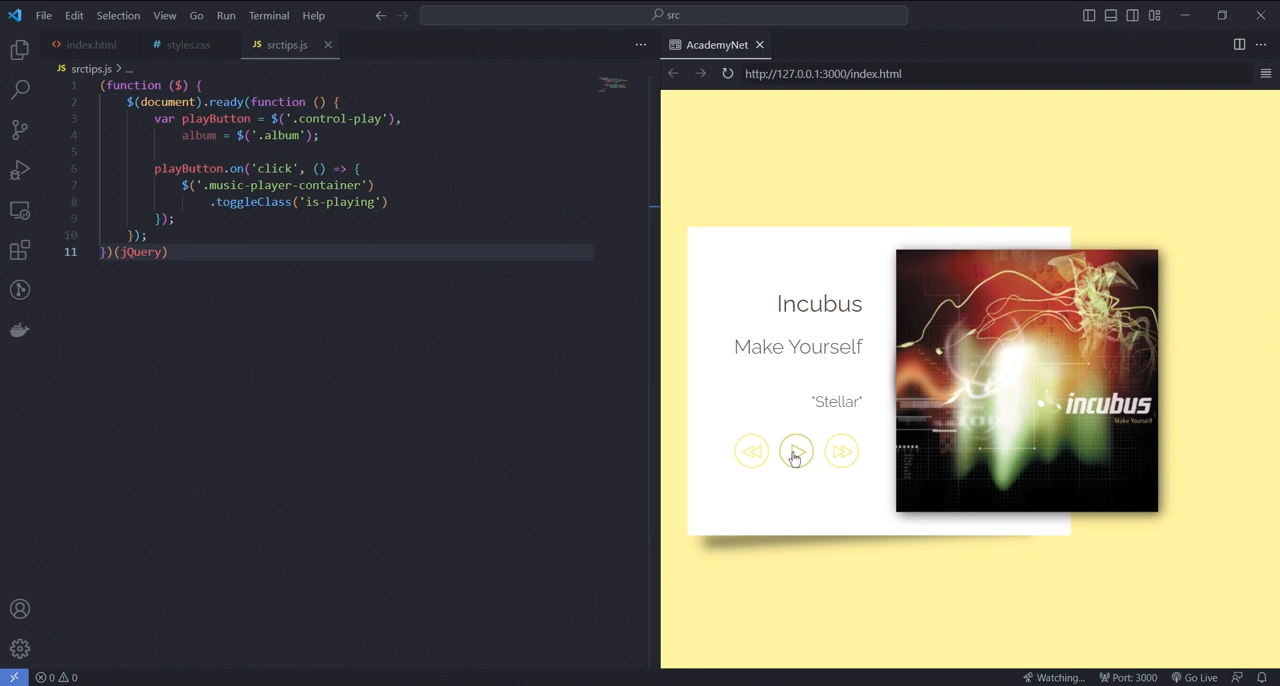 File Edit Selection View Go Run Terminal Help
src
index.html
# styles.css
JS srctips.js
AcademyNet
JS srctips.js > ...
http://127.0.0.1:3000/index.html
1 (function ($) {
2 $(document).ready(function () {
3 var playButton = $('.control-play'),
4 album = $('.album');
5
6 playButton.on('click', () => {
7 $('.music-player-container')
8 .toggleClass('is-playing')
9 });
10 });
11 })(jQuery)
Incubus
Make Yourself
"Stellar"
incubus
Make Yourself
0 0
Watching... Port: 3000 Go Live